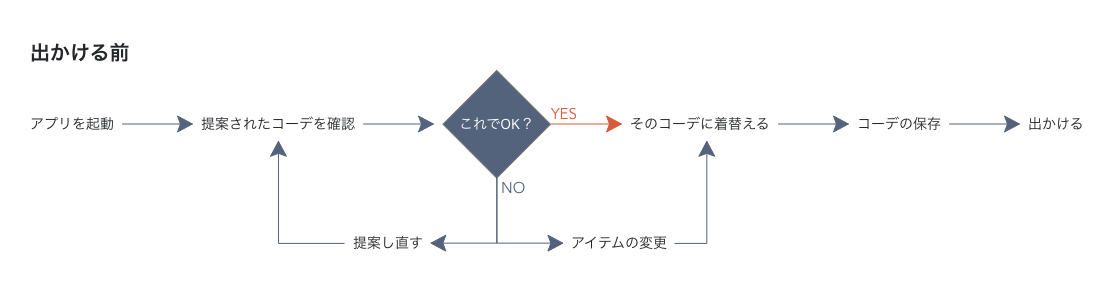 出かける前
アプリを起動
提案されたコーデを確認
これでOK？
YES
そのコーデに着替える
コーデの保存
出かける
NO
提案し直す
アイテムの変更